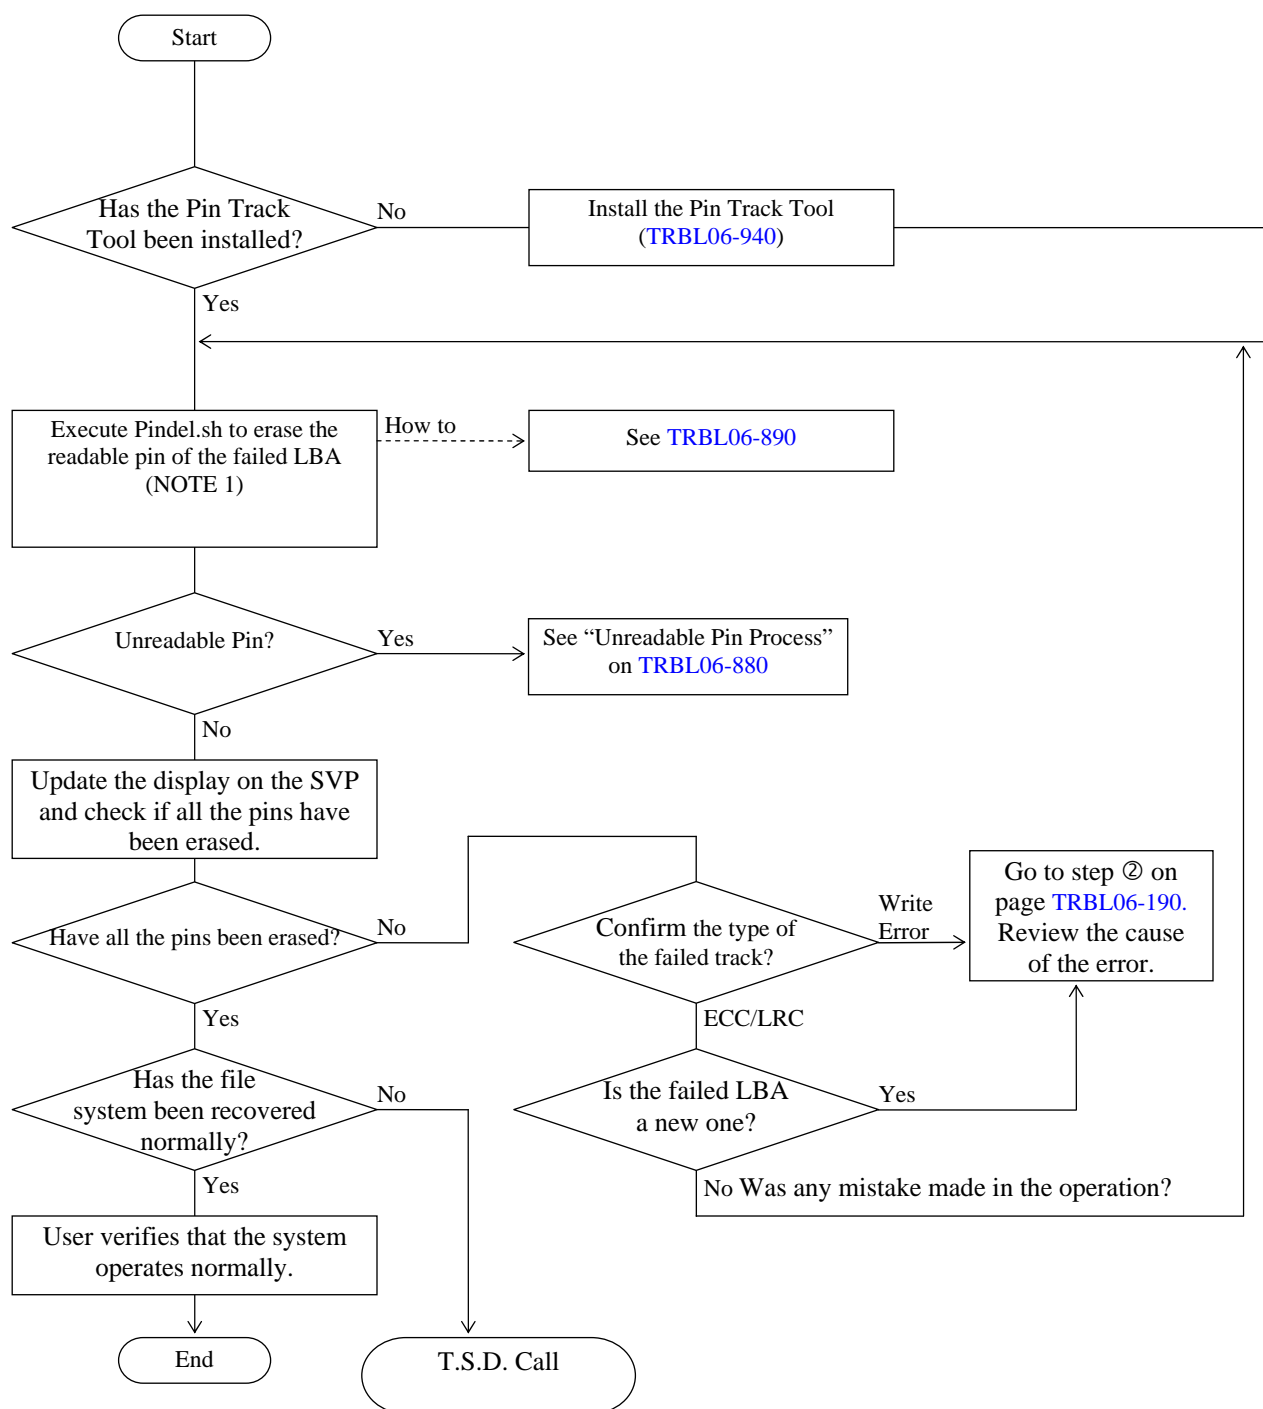 Start
Has the Pin Track
Tool been installed?
No
Install the Pin Track Tool
(TRBL06-940)
Yes
Execute Pindel.sh to erase the
readable pin of the failed LBA
(NOTE 1)
How to
See TRBL06-890
Unreadable Pin?
Yes
See “Unreadable Pin Process”
on TRBL06-880
No
Update the display on the SVP
and check if all the pins have
been erased.
Have all the pins been erased?
No
Confirm the type of
the failed track?
Write
Error
Go to step ② on
page TRBL06-190.
Review the cause
of the error.
Yes
ECC/LRC
Has the file
system been recovered
normally?
No
Is the failed LBA
a new one?
Yes
Yes
No Was any mistake made in the operation?
User verifies that the system
operates normally.
End
T.S.D. Call